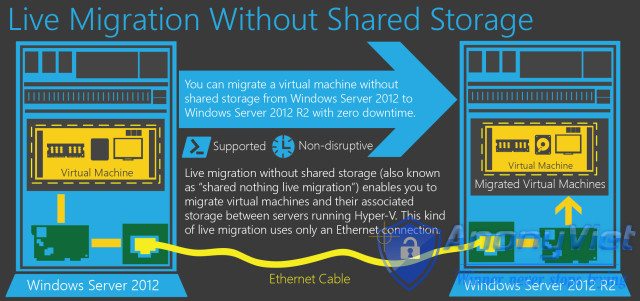 Live Migration Without Shared Storage
You can migrate a virtual machine without
shared storage from Windows Server 2012 to
Windows Server 2012 R2 with zero downtime.
Supported
Non-disruptive
Live migration without shared storage (also known
as "shared nothing live migration") enables you to
migrate virtual machines and their associated
storage between servers running Hyper-V. This kind
of live migration uses only an Ethernet connection.
Virtual Machine
Virtual Machine
Migrated Virtual Machines
AnonyViet
Winner never stops trying
Ethernet Cable
Windows Server 2012
Windows Server 2012 R2